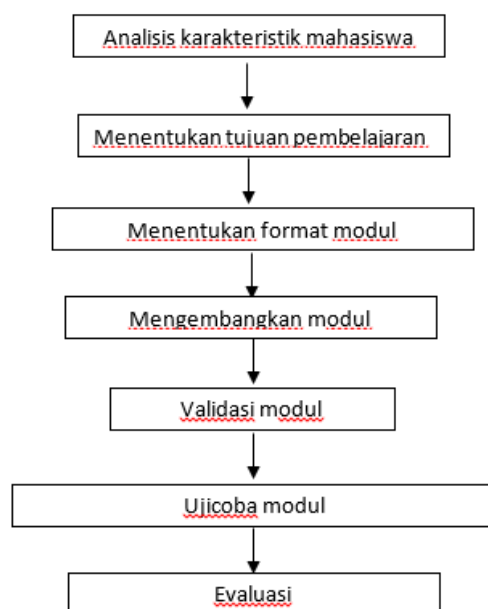 Analisis karakteristik mahasiswa
Menentukan tujuan pembelajaran
Menentukan format modul
Mengembangkan modul
Validasi modul
Ujicoba modul
Evaluasi